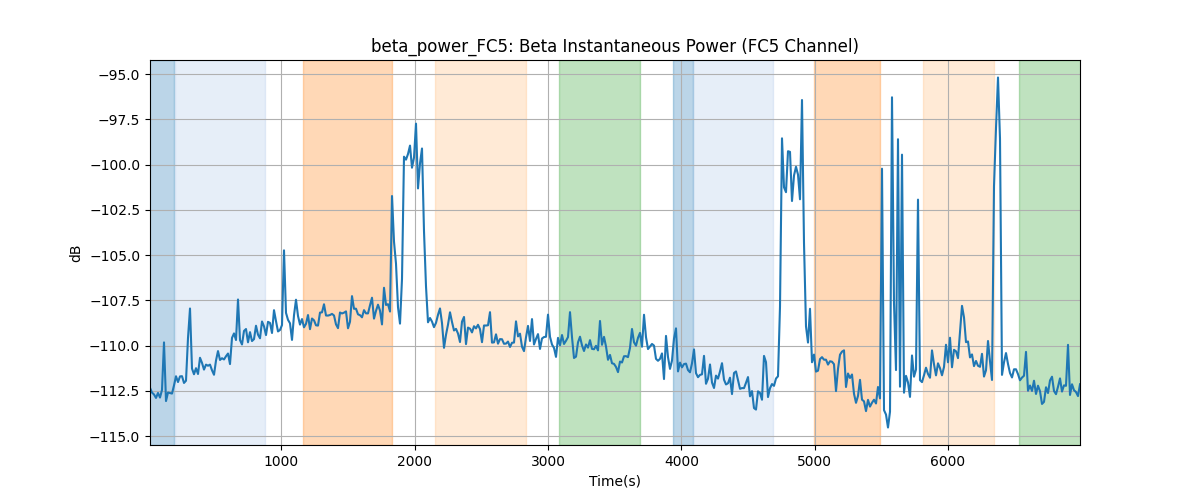 beta_power_FC5: Beta Instantaneous Power (FC5 Channel)
−95.0
−97.5
−100.0
−102.5
−105.0
−107.5
−110.0
−112.5
−115.0
dB
1000 2000 3000 4000 5000 6000
Time(s)